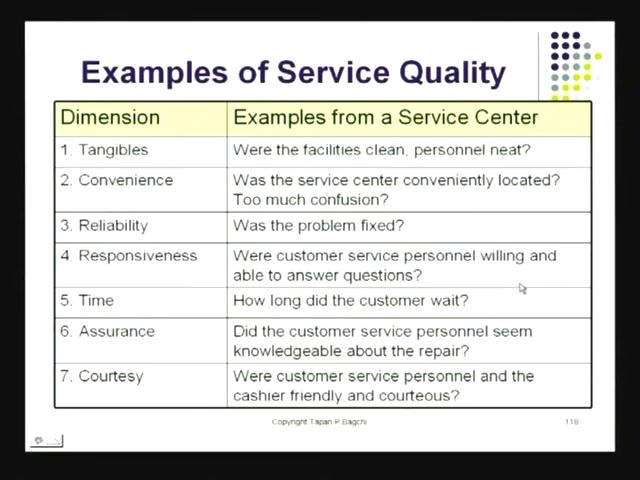 Examples of Service Quality
Dimension Examples from a Service Center
1. Tangibles Were the facilities clean, personnel neat?
2. Convenience Was the service center conveniently located?
Too much confusion?
3. Reliability Was the problem fixed?
4. Responsiveness Were customer service personnel willing and
able to answer questions?
5. Time How long did the customer wait?
6. Assurance Did the customer service personnel seem
knowledgeable about the repair?
7. Courtesy Were customer service personnel and the
cashier friendly and courteous?
Copyright Tapan P Bagchi